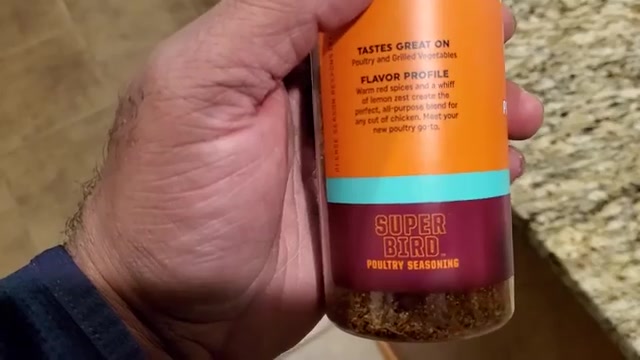 TASTES GREAT ON
Poultry and Grilled Vegetables
FLAVOR PROFILE
Warm red spices and a whiff
of lemon zest create the
perfect, all-purpose blend for
any cut of chicken. Meet your
new poultry go-to.
SUPER
BIRD
POULTRY SEASONING